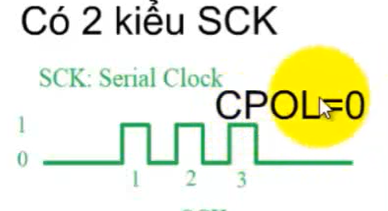 Có 2 kiểu SCK
SCK: Serial Clock
CPOL=0
1
0
1 2 3